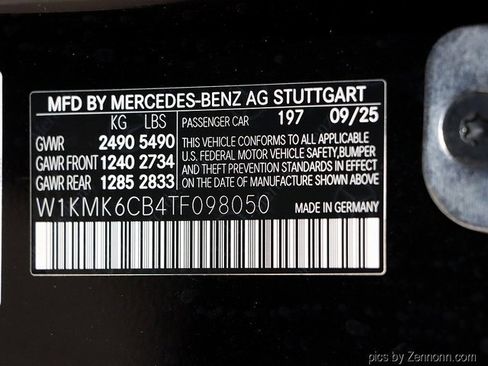 MFD BY MERCEDES-BENZ AG STUTTGART
KG LBS PASSENGER CAR 197 09/25
GVWR 2490 5490 THIS VEHICLE CONFORMS TO ALL APPLICABLE
GAWR FRONT 1240 2734 U.S. FEDERAL MOTOR VEHICLE SAFETY, BUMPER
GAWR REAR 1285 2833 AND THEFT PREVENTION STANDARDS IN EFFECT
ON THE DATE OF MANUFACTURE SHOWN ABOVE.
W1KMK6CB4TF098050 MADE IN GERMANY
pics by Zennonn.com